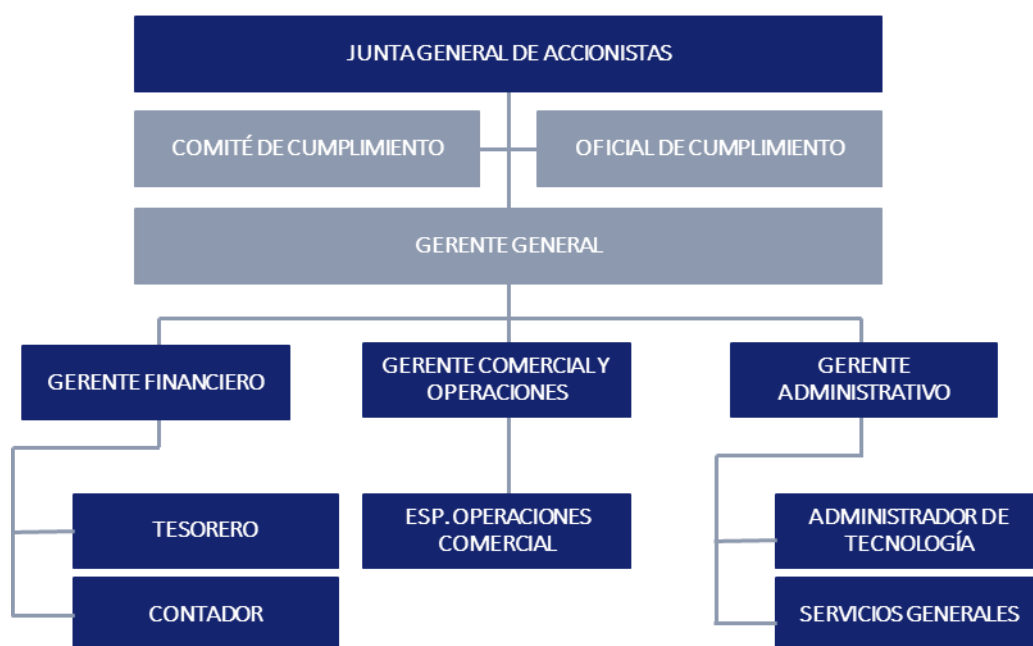 JUNTA GENERAL DE ACCIONISTAS
COMITÉ DE CUMPLIMIENTO
OFICIAL DE CUMPLIMIENTO
GERENTE GENERAL
GERENTE FINANCIERO
GERENTE COMERCIAL Y
OPERACIONES
GERENTE
ADMINISTRATIVO
TESORERO
ESP. OPERACIONES
COMERCIAL
ADMINISTRADOR DE
TECNOLOGÍA
CONTADOR
SERVICIOS GENERALES